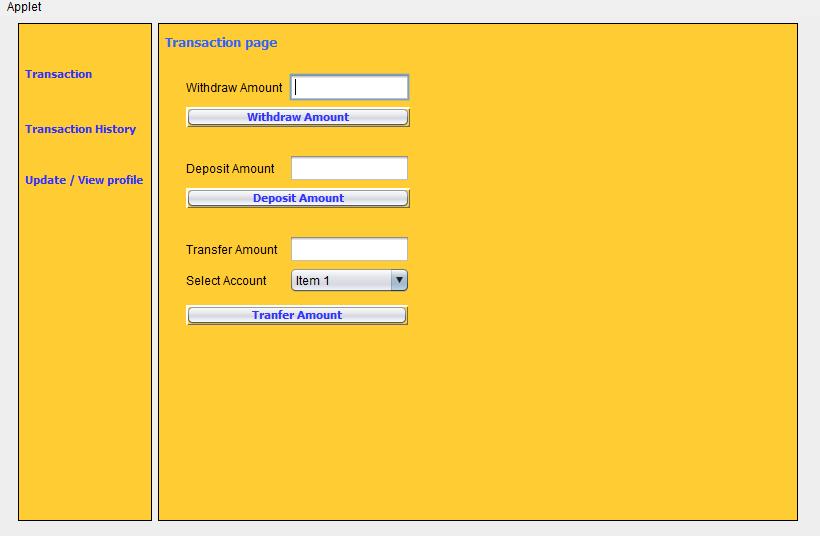 Applet
Transaction
Transaction History
Update / View profile
Transaction page
Withdraw Amount
Withdraw Amount
Deposit Amount
Deposit Amount
Transfer Amount
Select Account Item 1
Tranfer Amount